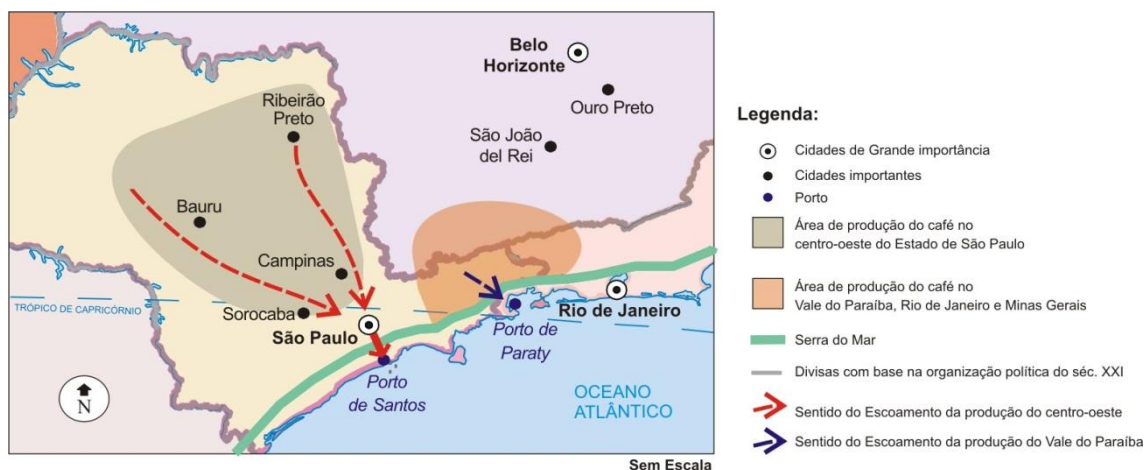 Belo
Horizonte
Ouro Preto
Ribeirão
Preto
São João
del Rei
Bauru
Campinas
TRÓPICO DE CAPRICÓRNIO
Sorocaba
São Paulo
Rio de Janeiro
Porto de
Paraty
Porto
de Santos
OCEANO
ATLÂNTICO
N
Sem Escala
Legenda:
Cidades de Grande importância
Cidades importantes
Porto
Área de produção do café no
centro-oeste do Estado de São Paulo
Área de produção do café no
Vale do Paraíba, Rio de Janeiro e Minas Gerais
Serra do Mar
Divisas com base na organização política do séc. XXI
Sentido do Escoamento da produção do centro-oeste
Sentido do Escoamento da produção do Vale do Paraíba